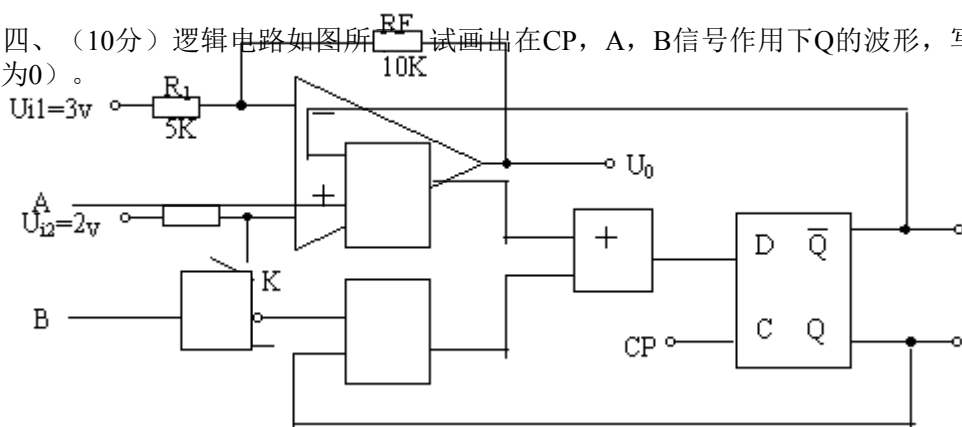 四、（10分）逻辑电路如图所 试画出在CP，A，B信号作用下Q的波形，写
为0）。
RF
10K
R1
Ui1=3v
5K
−
U0
A
+
Ui2=2v
+
D Q̅
K
B
C Q
CP